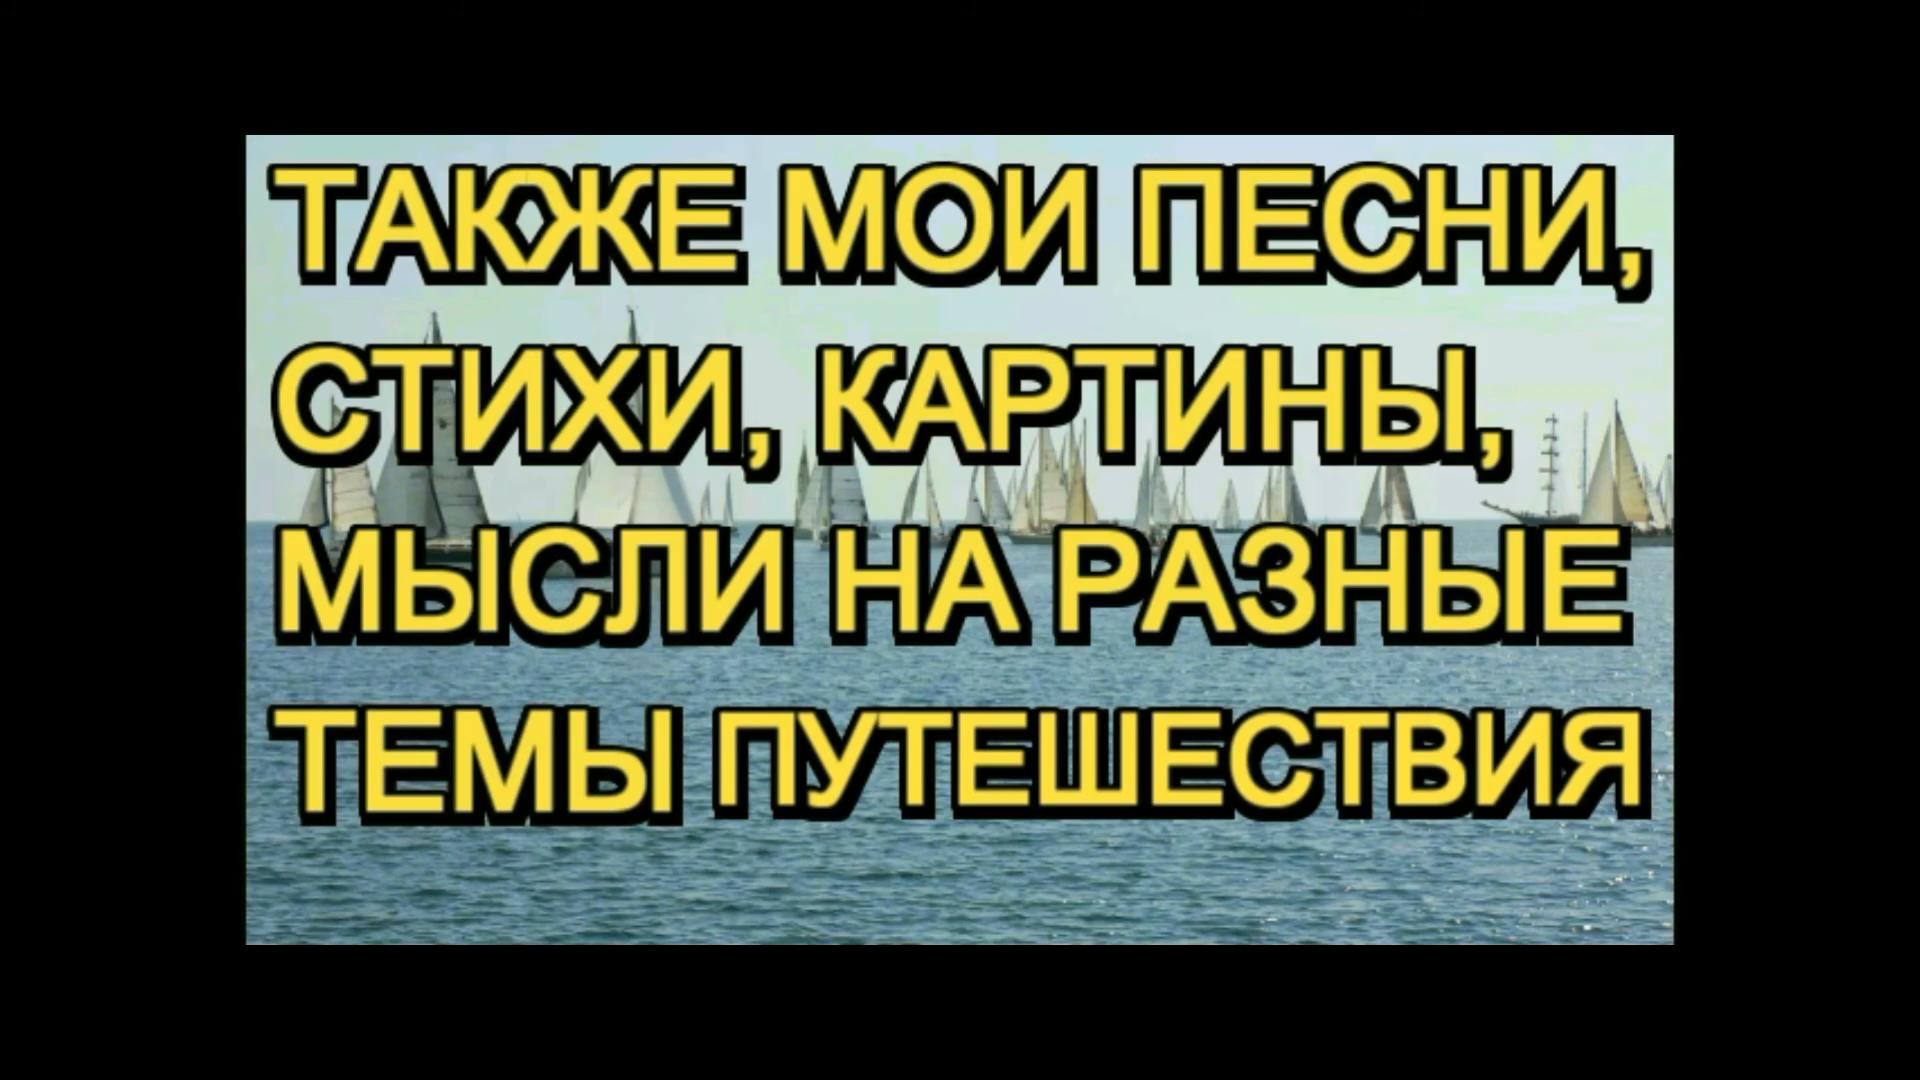 ТАКЖЕ МОИ ПЕСНИ,
СТИХИ, КАРТИНЫ,
МЫСЛИ НА РАЗНЫЕ
ТЕМЫ ПУТЕШЕСТВИЯ